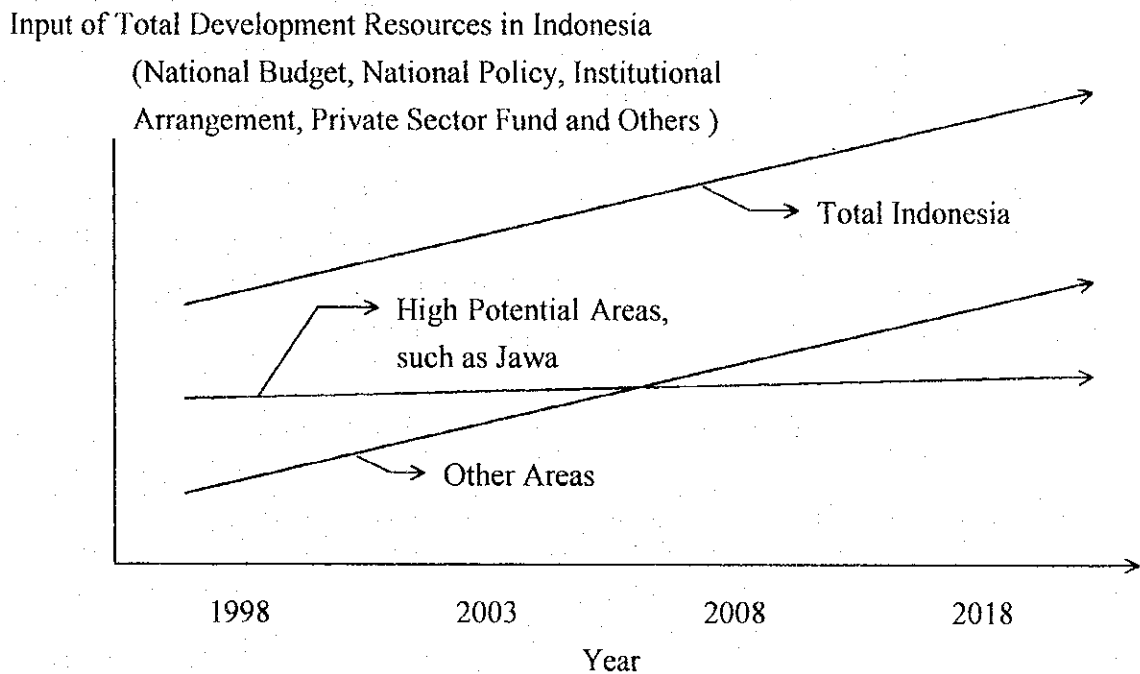 Input of Total Development Resources in Indonesia
(National Budget, National Policy, Institutional
Arrangement, Private Sector Fund and Others )
Total Indonesia
High Potential Areas,
such as Jawa
Other Areas
1998 2003 2008 2018
Year